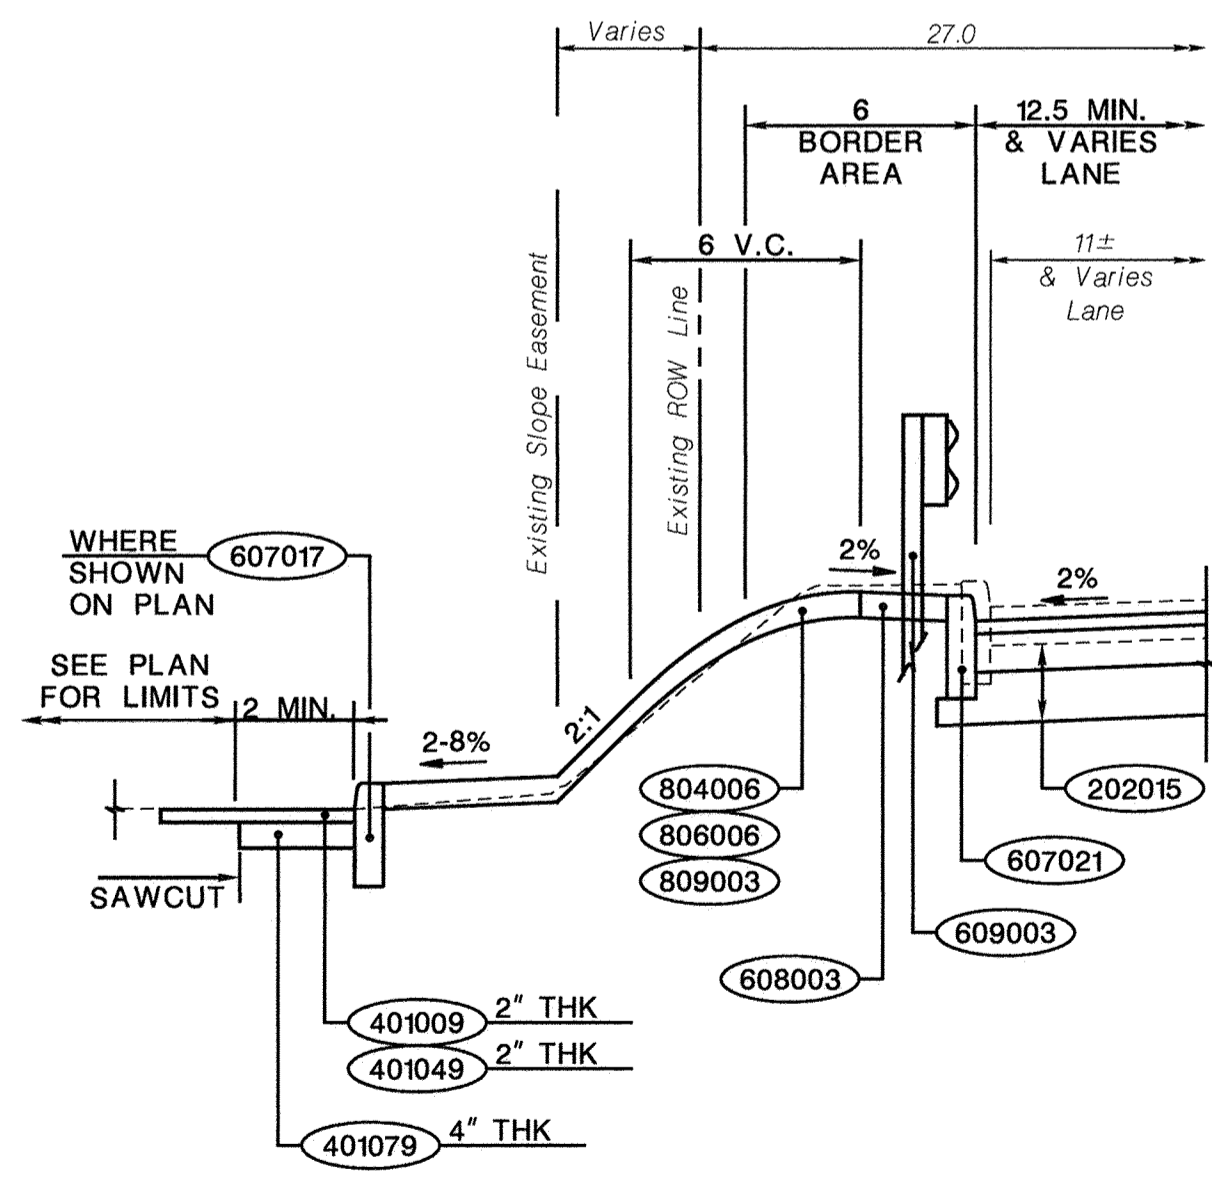 Varies
27.0
6
BORDER
AREA
12.5 MIN.
& VARIES
LANE
6 V.C.
11±
& Varies
Lane
Existing Slope Easement
Existing ROW Line
WHERE
SHOWN
ON PLAN
607017
2%
2%
SEE PLAN
FOR LIMITS
2 MIN.
2-8%
2:1
804006
806006
809003
202015
607021
609003
608003
SAWCUT
401009 2" THK
401049 2" THK
401079 4" THK